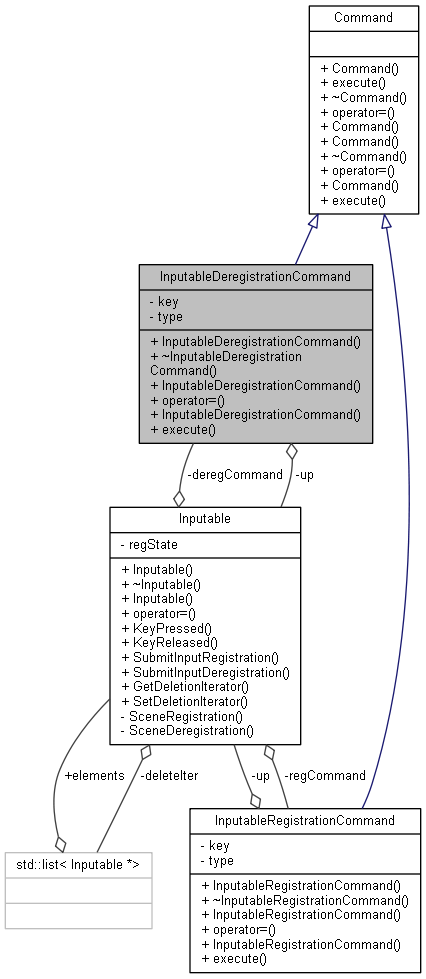 Command
+ Command()
+ execute()
+ ~Command()
+ operator=()
+ Command()
+ Command()
+ ~Command()
+ operator=()
+ Command()
+ execute()
InputableDeregistrationCommand
- key
- type
+ InputableDeregistrationCommand()
+ ~InputableDeregistration
Command()
+ InputableDeregistrationCommand()
+ operator=()
+ InputableDeregistrationCommand()
+ execute()
-deregCommand
-up
Inputable
- regState
+ Inputable()
+ ~Inputable()
+ Inputable()
+ operator=()
+ KeyPressed()
+ KeyReleased()
+ SubmitInputRegistration()
+ SubmitInputDeregistration()
+ GetDeletionIterator()
+ SetDeletionIterator()
- SceneRegistration()
- SceneDeregistration()
+elements
-deleteIter
-up
-regCommand
std::list< Inputable *>
InputableRegistrationCommand
- key
- type
+ InputableRegistrationCommand()
+ ~InputableRegistrationCommand()
+ InputableRegistrationCommand()
+ operator=()
+ InputableRegistrationCommand()
+ execute()